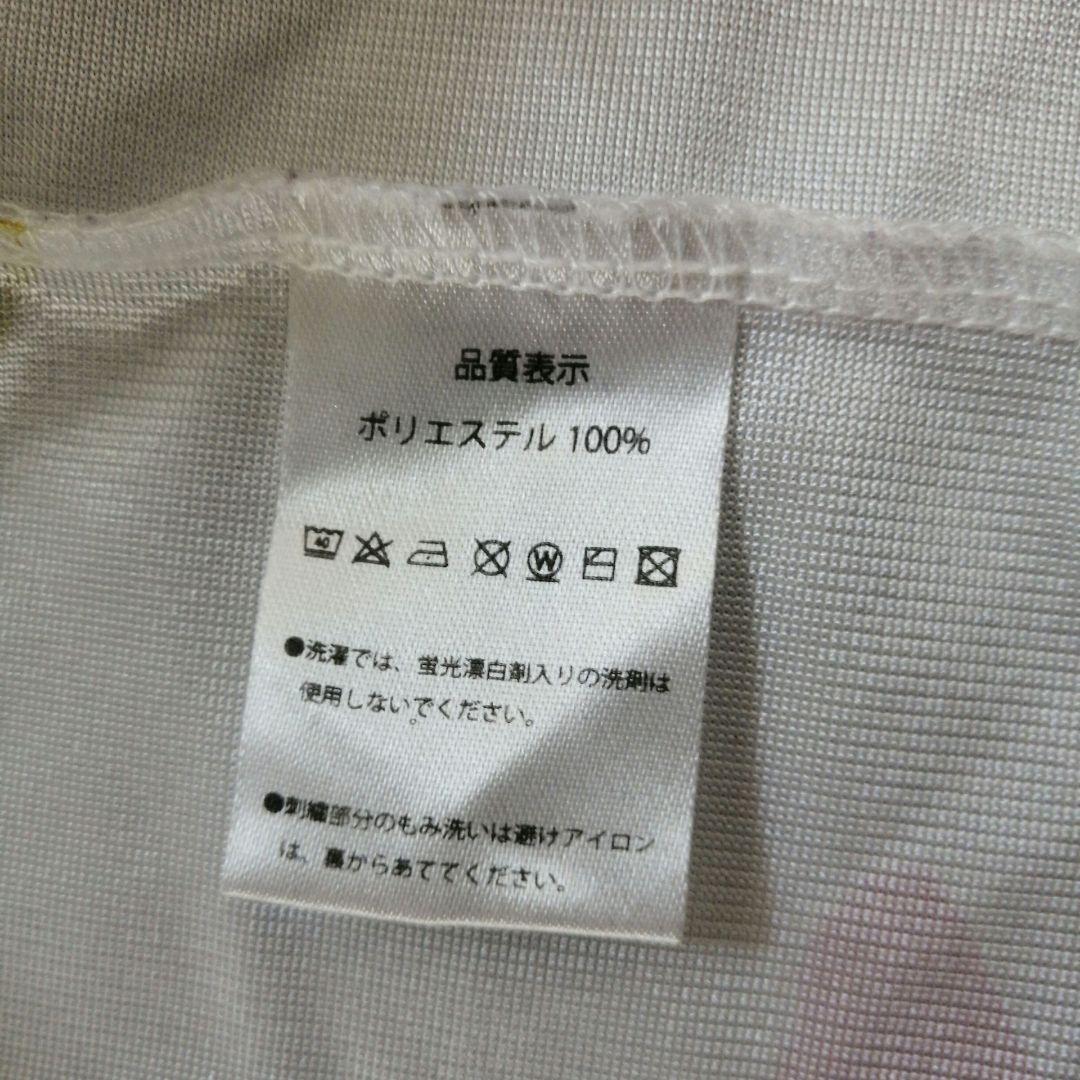 品質表示
ポリエステル 100%
40
W
●洗濯では、蛍光漂白剤入りの洗剤は
使用しないでください。
●刺繍部分のもみ洗いは避けアイロン
は、裏からあててください。